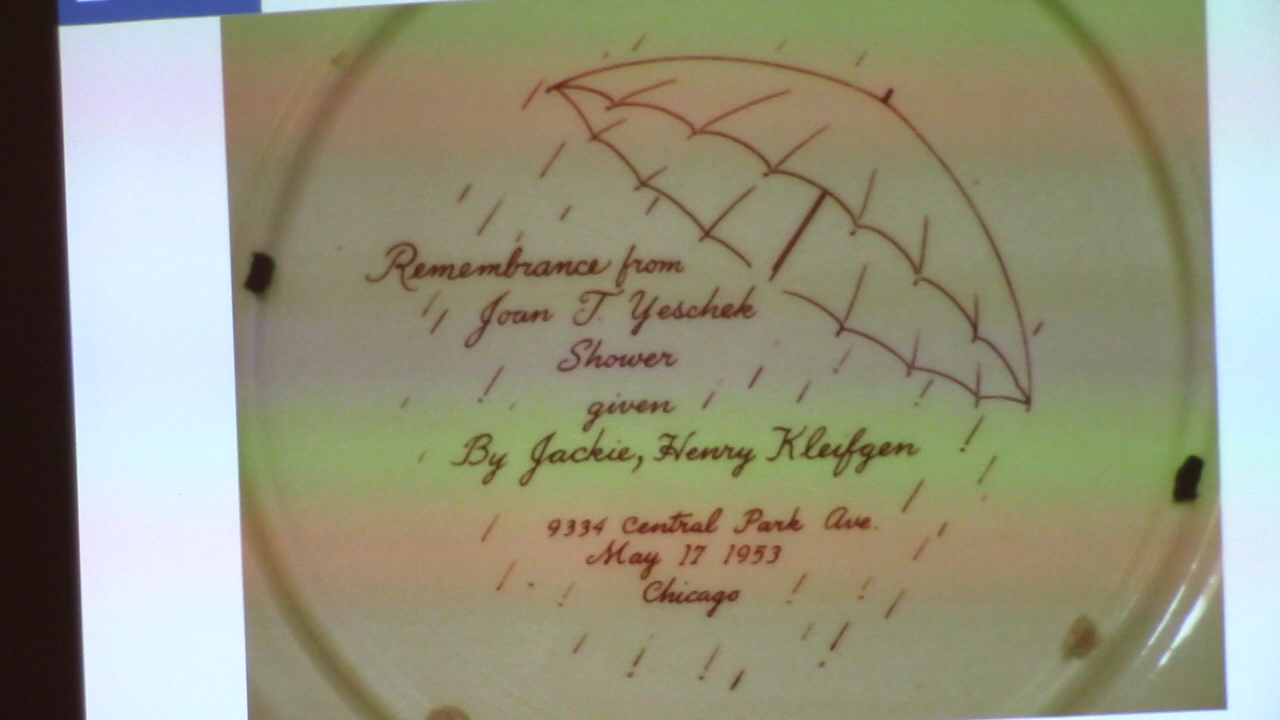 Remembrance from
Joan T. Yeschek
Shower
given
By Jackie, Henry Kleifgen
9334 Central Park Ave.
May 17 1953
Chicago